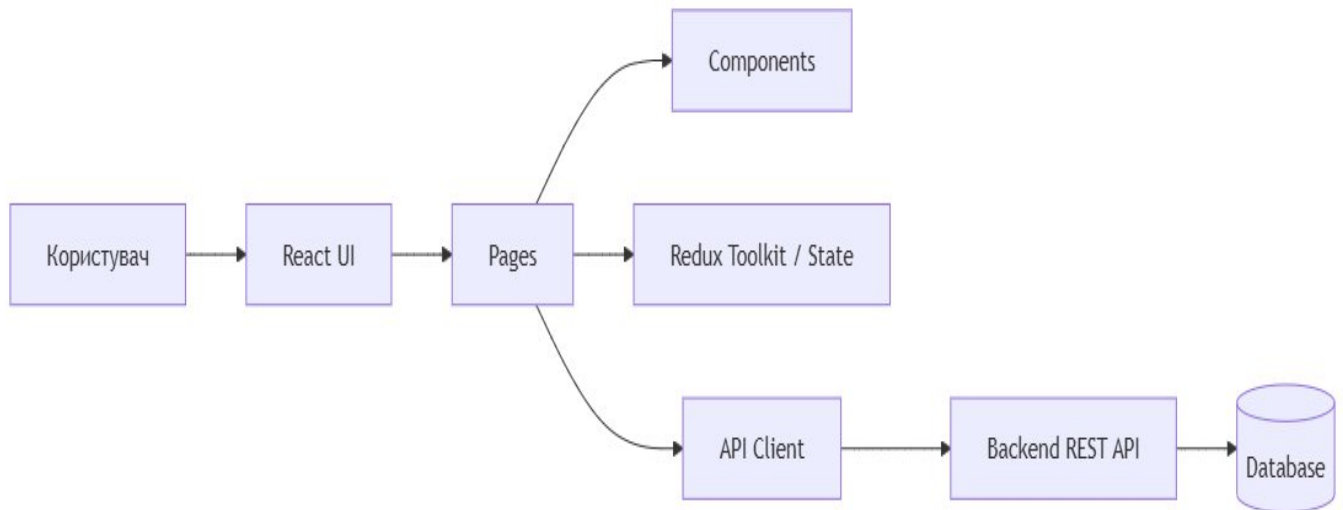 Components
Користувач
React UI
Pages
Redux Toolkit / State
API Client
Backend REST API
Database